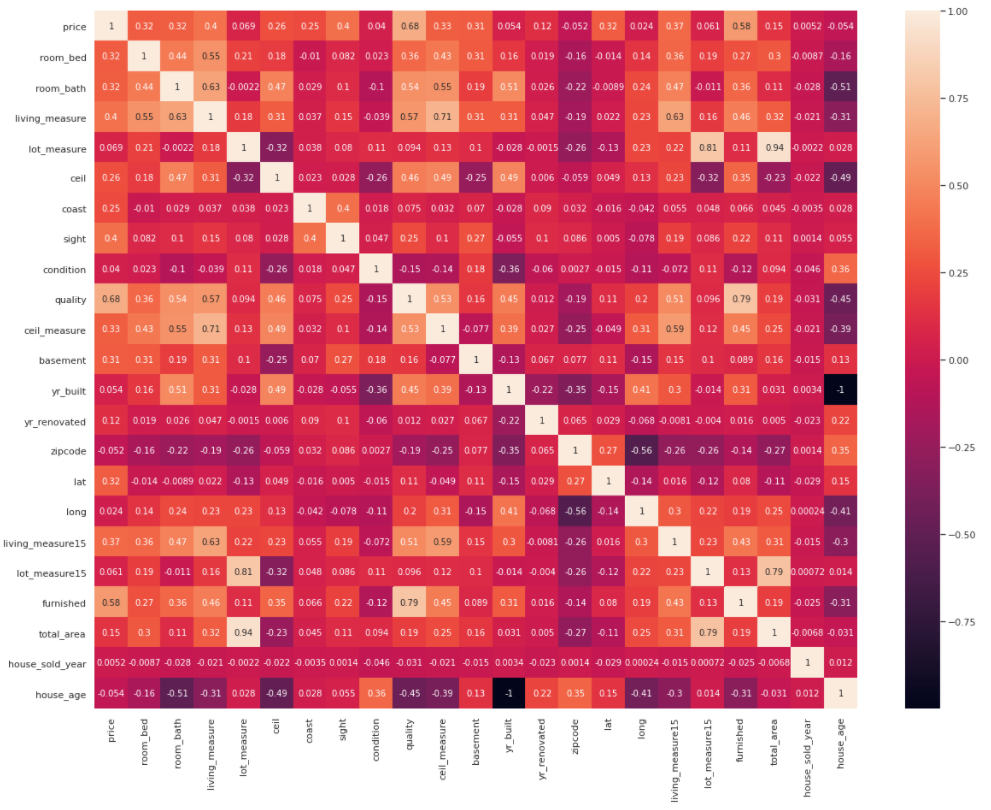 price 1 0.32 0.32 0.4 0.069 0.26 0.25 0.4 0.04 0.68 0.33 0.31 0.054 0.12 -0.052 0.32 0.024 0.37 0.061 0.58 0.15 0.0052 -0.054
room_bed 0.32 1 0.44 0.55 0.21 0.18 -0.01 0.082 0.023 0.36 0.43 0.31 0.16 0.019 -0.16 -0.014 0.14 0.36 0.19 0.27 0.3 -0.0087 -0.16
room_bath 0.32 0.44 1 0.63 -0.0022 0.47 0.029 0.1 -0.1 0.54 0.55 0.19 0.51 0.026 -0.22 -0.0089 0.24 0.47 -0.011 0.36 0.11 -0.028 -0.51
living_measure 0.4 0.55 0.63 1 0.18 0.31 0.037 0.15 -0.039 0.57 0.71 0.31 0.31 0.047 -0.19 0.022 0.23 0.63 0.16 0.46 0.32 -0.021 -0.31
lot_measure 0.069 0.21 -0.0022 0.18 1 -0.32 0.038 0.08 0.11 0.094 0.13 0.1 -0.028 -0.0015 -0.26 -0.13 0.23 0.22 0.81 0.11 0.94 -0.0022 0.028
ceil 0.26 0.18 0.47 0.31 -0.32 1 0.023 0.028 -0.26 0.46 0.49 -0.25 0.49 0.006 -0.059 0.049 0.13 0.23 -0.32 0.35 -0.23 -0.022 -0.49
coast 0.25 -0.01 0.029 0.037 0.038 0.023 1 0.4 0.018 0.075 0.032 0.07 -0.028 0.09 0.032 -0.016 -0.042 0.055 0.048 0.066 0.045 -0.0035 0.028
sight 0.4 0.082 0.1 0.15 0.08 0.028 0.4 1 0.047 0.25 0.1 0.27 -0.055 0.1 0.086 0.005 -0.078 0.19 0.086 0.22 0.11 0.0014 0.055
condition 0.04 0.023 -0.1 -0.039 0.11 -0.26 0.018 0.047 1 -0.15 -0.14 0.18 -0.36 -0.06 0.0027 -0.015 -0.11 -0.072 0.11 -0.12 0.094 -0.046 0.36
quality 0.68 0.36 0.54 0.57 0.094 0.46 0.075 0.25 -0.15 1 0.53 0.16 0.45 0.012 -0.19 0.11 0.2 0.51 0.096 0.79 0.19 -0.031 -0.45
ceil_measure 0.33 0.43 0.55 0.71 0.13 0.49 0.032 0.1 -0.14 0.53 1 -0.077 0.39 0.027 -0.25 -0.049 0.31 0.59 0.12 0.45 0.25 -0.021 -0.39
basement 0.31 0.31 0.19 0.31 0.1 -0.25 0.07 0.27 0.18 0.16 -0.077 1 -0.13 0.067 0.077 0.11 -0.15 0.15 0.1 0.089 0.16 -0.015 0.13
yr_built 0.054 0.16 0.51 0.31 -0.028 0.49 -0.028 -0.055 -0.36 0.45 0.39 -0.13 1 -0.22 -0.35 -0.15 0.41 0.3 -0.014 0.31 0.031 0.0034 -1
yr_renovated 0.12 0.019 0.026 0.047 -0.0015 0.006 0.09 0.1 -0.06 0.012 0.027 0.067 -0.22 1 0.065 0.029 -0.068 -0.0081 -0.004 0.016 0.005 -0.023 0.22
zipcode -0.052 -0.16 -0.22 -0.19 -0.26 -0.059 0.032 0.086 0.0027 -0.19 -0.25 0.077 -0.35 0.065 1 0.27 -0.56 -0.26 -0.26 -0.14 -0.27 0.0014 0.35
lat 0.32 -0.014 -0.0089 0.022 -0.13 0.049 -0.016 0.005 -0.015 0.11 -0.049 0.11 -0.15 0.029 0.27 1 -0.14 0.016 -0.12 0.08 -0.11 -0.029 0.15
long 0.024 0.14 0.24 0.23 0.23 0.13 -0.042 -0.078 -0.11 0.2 0.31 -0.15 0.41 -0.068 -0.56 -0.14 1 0.3 0.22 0.19 0.25 0.00024 -0.41
living_measure15 0.37 0.36 0.47 0.63 0.22 0.23 0.055 0.19 -0.072 0.51 0.59 0.15 0.3 -0.0081 -0.26 0.016 0.3 1 0.23 0.43 0.31 -0.015 -0.3
lot_measure15 0.061 0.19 -0.011 0.16 0.81 -0.32 0.048 0.086 0.11 0.096 0.12 0.1 -0.014 -0.004 -0.26 -0.12 0.22 0.23 1 0.13 0.79 0.00072 0.014
furnished 0.58 0.27 0.36 0.46 0.11 0.35 0.066 0.22 -0.12 0.79 0.45 0.089 0.31 0.016 -0.14 0.08 0.19 0.43 0.13 1 0.19 -0.025 -0.31
total_area 0.15 0.3 0.11 0.32 0.94 -0.23 0.045 0.11 0.094 0.19 0.25 0.16 0.031 0.005 -0.27 -0.11 0.25 0.31 0.79 0.19 1 -0.0068 -0.031
house_sold_year 0.0052 -0.0087 -0.028 -0.021 -0.0022 -0.022 -0.0035 0.0014 -0.046 -0.031 -0.021 -0.015 0.0034 -0.023 0.0014 -0.029 0.00024 -0.015 0.00072 -0.025 -0.0068 1 0.012
house_age -0.054 -0.16 -0.51 -0.31 0.028 -0.49 0.028 0.055 0.36 -0.45 -0.39 0.13 -1 0.22 0.35 0.15 -0.41 -0.3 0.014 -0.31 -0.031 0.012 1
price room_bed room_bath living_measure lot_measure ceil coast sight condition quality ceil_measure basement yr_built yr_renovated zipcode lat long living_measure15 lot_measure15 furnished total_area house_sold_year house_age
1.00
0.75
0.50
0.25
0.00
-0.25
-0.50
-0.75